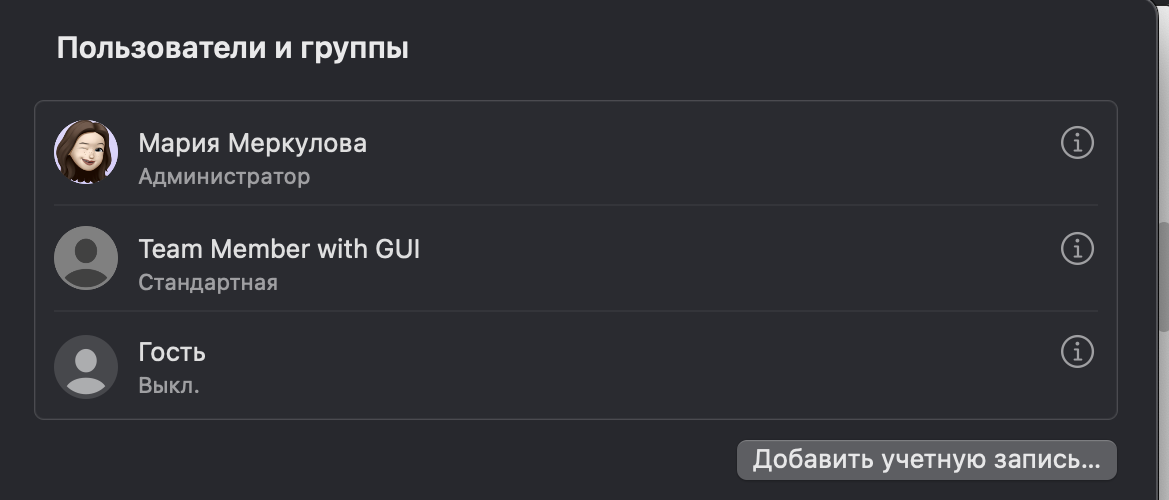 Пользователи и группы
Мария Меркулова
Администратор
Team Member with GUI
Стандартная
Гость
Выкл.
Добавить учетную запись...